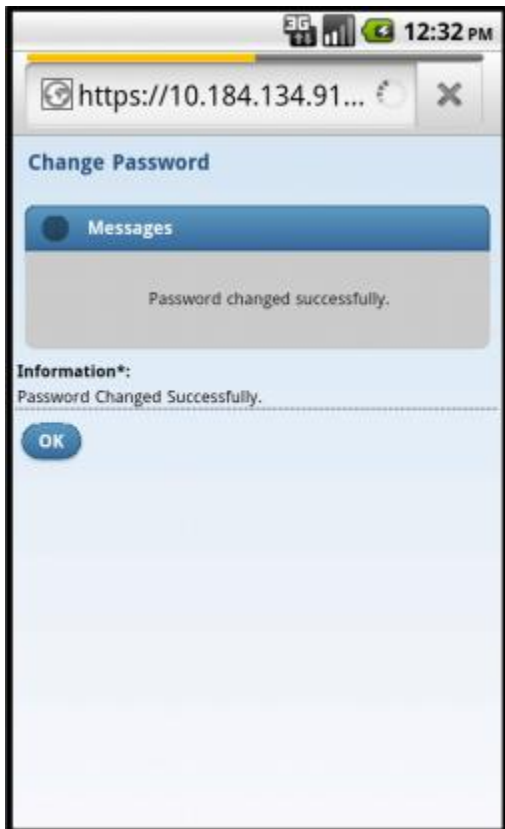 3G 12:32 PM
https://10.184.134.91...
Change Password
Messages
Password changed successfully.
Information*:
Password Changed Successfully.
OK